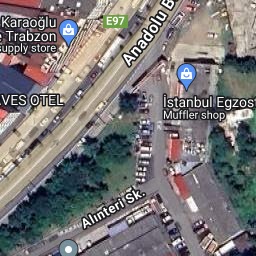 Karaoğlu
e Trabzon
supply store
E97
Anadolu B
AVES OTEL
İstanbul Egzos
Muffler shop
Alınteri Sk.